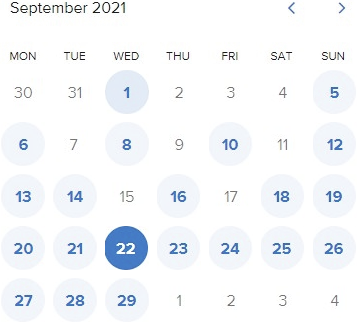 September 2021
MON TUE WED THU FRI SAT SUN
30 31 1 2 3 4 5
6 7 8 9 10 11 12
13 14 15 16 17 18 19
20 21 22 23 24 25 26
27 28 29 1 2 3 4